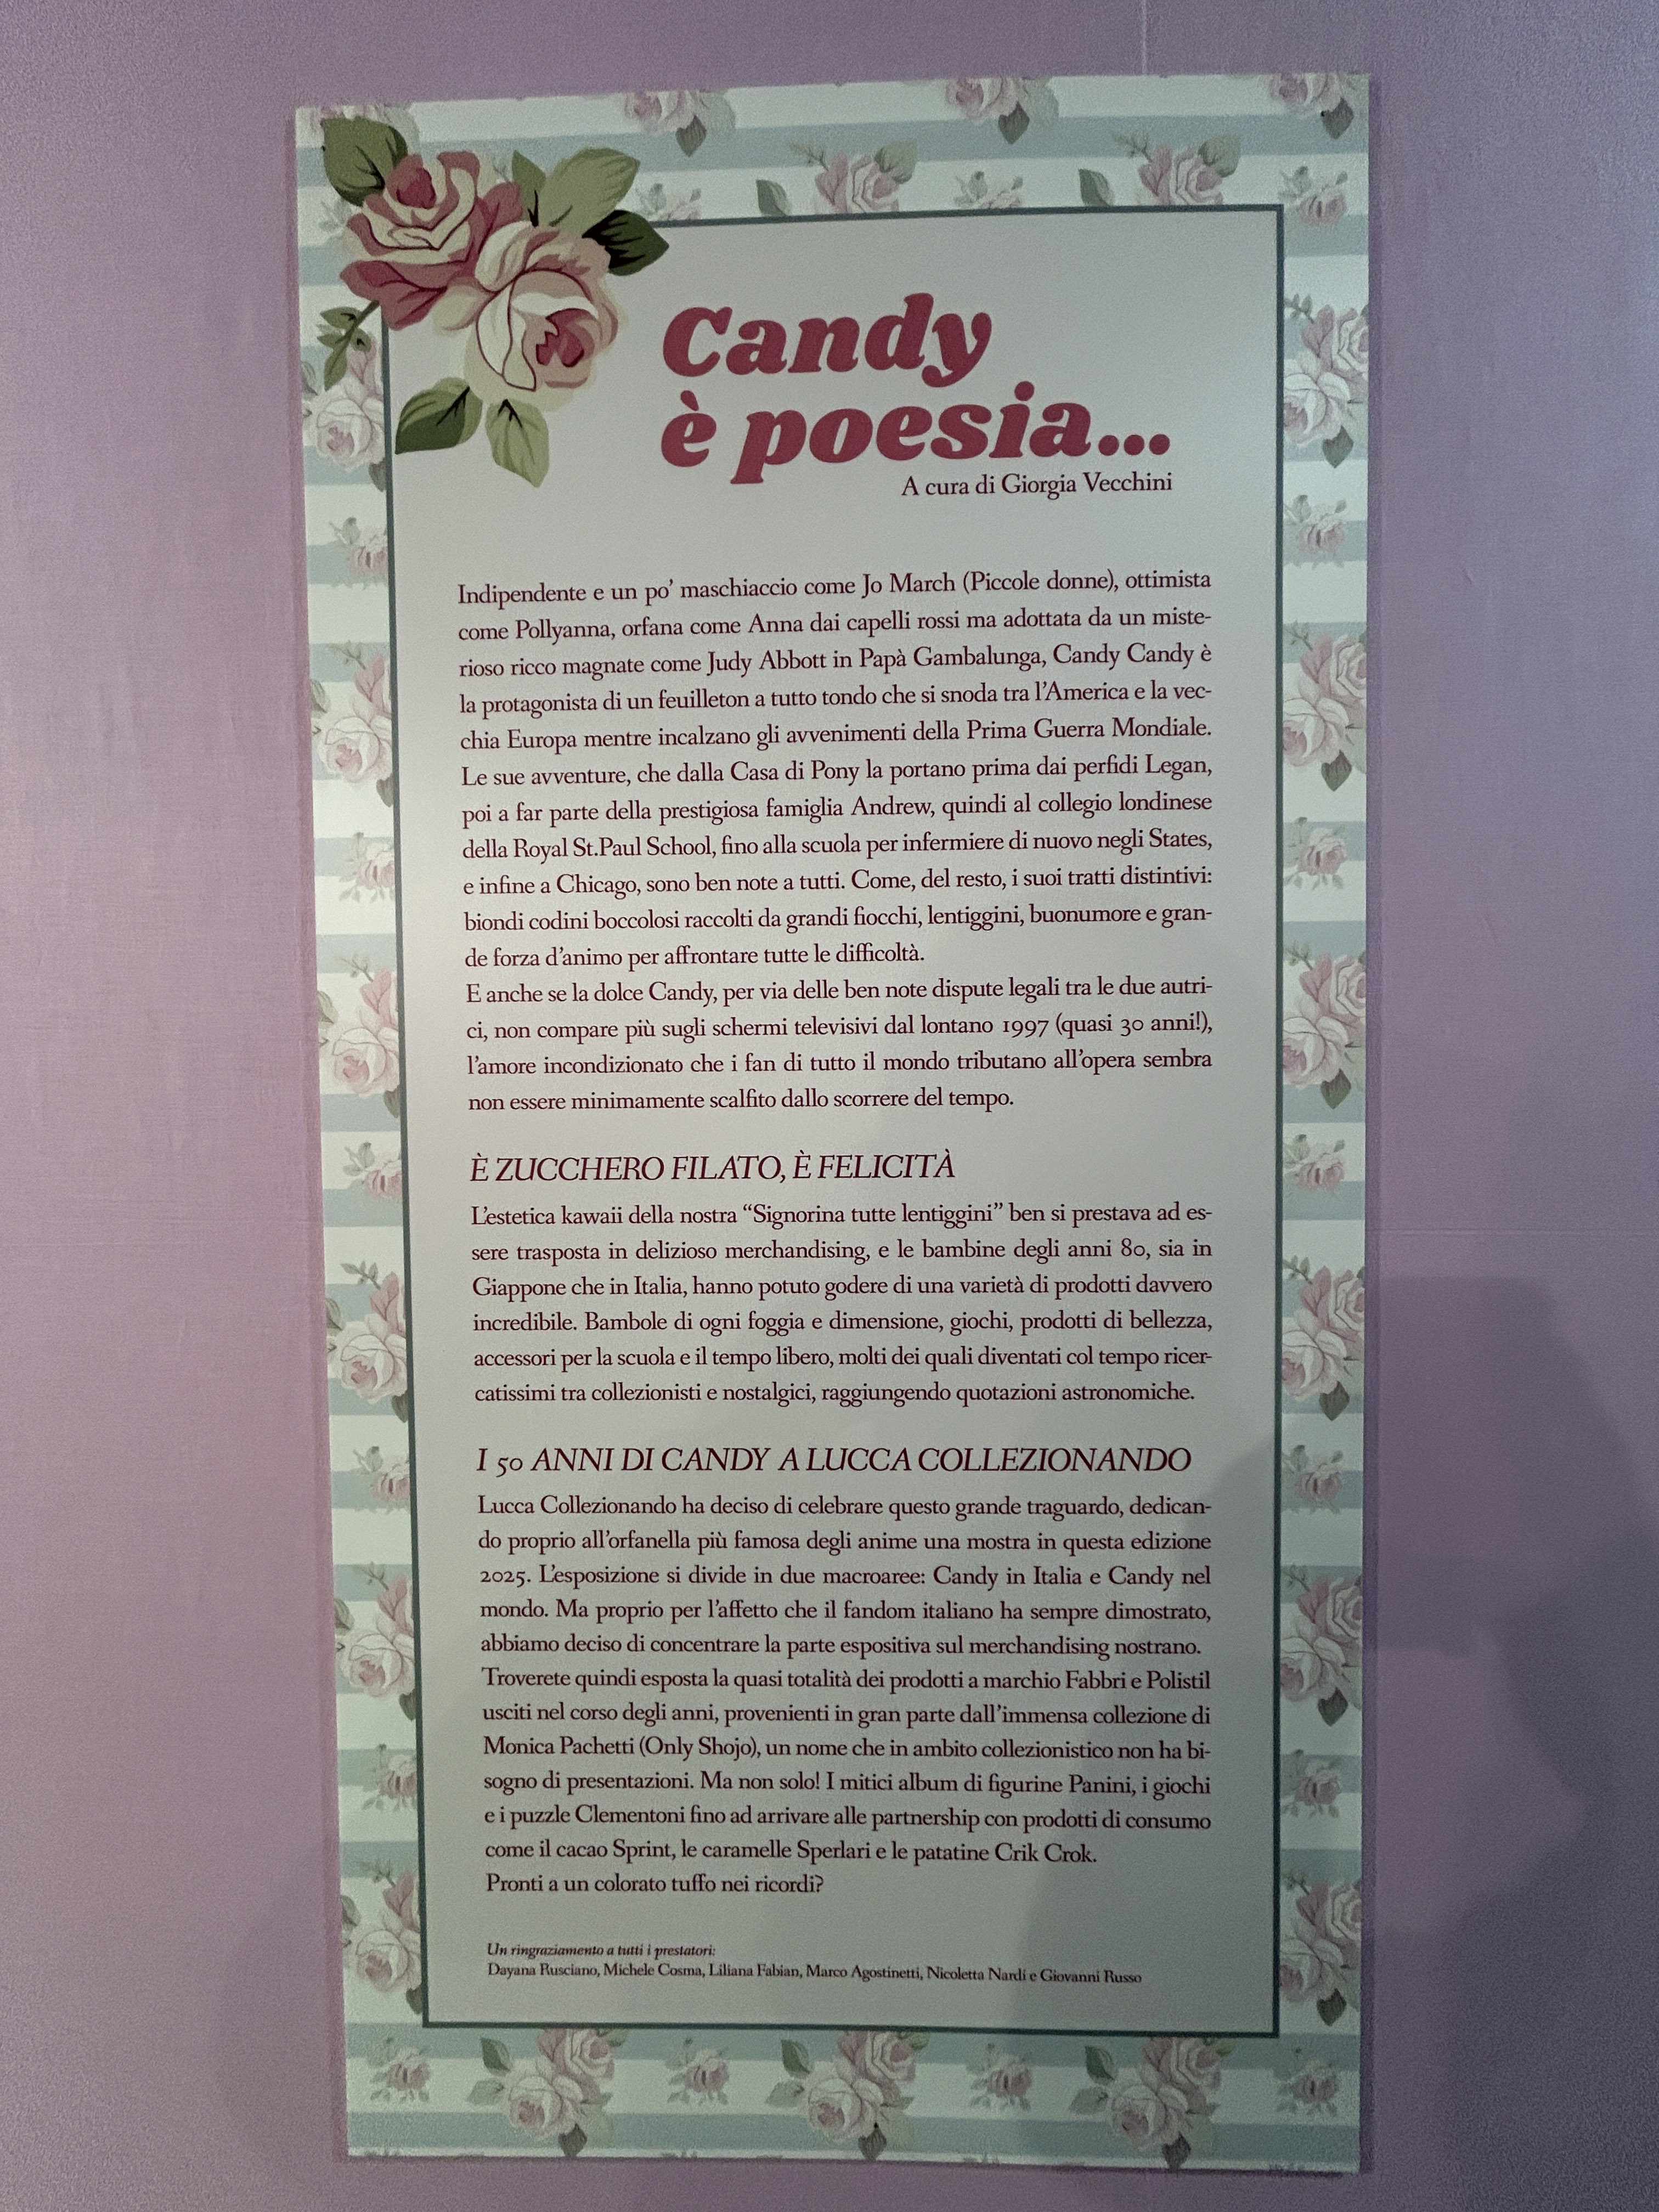 Candy
è poesia...
A cura di Giorgia Vecchini
Indipendente e un po' maschiaccio come Jo March (Piccole donne), ottimista
come Pollyanna, orfana come Anna dai capelli rossi ma adottata da un miste-
rioso ricco magnate come Judy Abbott in Papà Gambalunga, Candy Candy è
la protagonista di un feuilleton a tutto tondo che si snoda tra l'America e la vec-
chia Europa mentre incalzano gli avvenimenti della Prima Guerra Mondiale.
Le sue avventure, che dalla Casa di Pony la portano prima dai perfidi Legan,
poi a far parte della prestigiosa famiglia Andrew, quindi al collegio londinese
della Royal St.Paul School, fino alla scuola per infermiere di nuovo negli States,
e infine a Chicago, sono ben note a tutti. Come, del resto, i suoi tratti distintivi:
biondi codini boccolosi raccolti da grandi fiocchi, lentiggini, buonumore e gran-
de forza d'animo per affrontare tutte le difficoltà.
E anche se la dolce Candy, per via delle ben note dispute legali tra le due autri-
ci, non compare più sugli schermi televisivi dal lontano 1997 (quasi 30 anni!),
l'amore incondizionato che i fan di tutto il mondo tributano all'opera sembra
non essere minimamente scalfito dallo scorrere del tempo.
È ZUCCHERO FILATO, È FELICITÀ
L'estetica kawaii della nostra “Signorina tutte lentiggini” ben si prestava ad es-
sere trasposta in delizioso merchandising, e le bambine degli anni 80, sia in
Giappone che in Italia, hanno potuto godere di una varietà di prodotti davvero
incredibile. Bambole di ogni foggia e dimensione, giochi, prodotti di bellezza,
accessori per la scuola e il tempo libero, molti dei quali diventati col tempo ricer-
catissimi tra collezionisti e nostalgici, raggiungendo quotazioni astronomiche.
I 50 ANNI DI CANDY A LUCCA COLLEZIONANDO
Lucca Collezionando ha deciso di celebrare questo grande traguardo, dedican-
do proprio all'orfanella più famosa degli anime una mostra in questa edizione
2025. L'esposizione si divide in due macroaree: Candy in Italia e Candy nel
mondo. Ma proprio per l'affetto che il fandom italiano ha sempre dimostrato,
abbiamo deciso di concentrare la parte espositiva sul merchandising nostrano.
Troverete quindi esposta la quasi totalità dei prodotti a marchio Fabbri e Polistil
usciti nel corso degli anni, provenienti in gran parte dall'immensa collezione di
Monica Pachetti (Only Shojo), un nome che in ambito collezionistico non ha bi-
sogno di presentazioni. Ma non solo! I mitici album di figurine Panini, i giochi
e i puzzle Clementoni fino ad arrivare alle partnership con prodotti di consumo
come il cacao Sprint, le caramelle Sperlari e le patatine Crik Crok.
Pronti a un colorato tuffo nei ricordi?
Un ringraziamento a tutti i prestatori:
Dayana Rusciano, Michele Cosma, Liliana Fabian, Marco Agostinetti, Nicoletta Nardi e Giovanni Russo